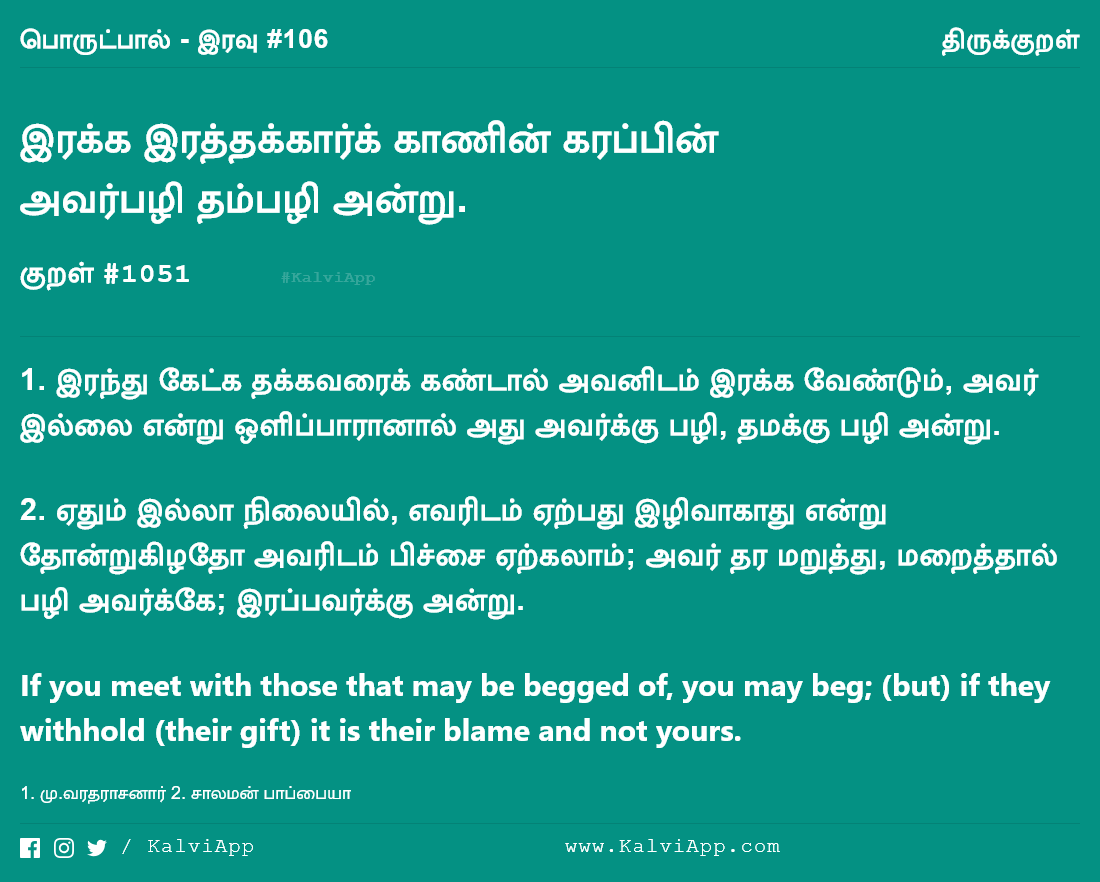 பொருட்பால் - இரவு #106 திருக்குறள்
இரக்க இரத்தக்கார்க் காணின் கரப்பின்
அவர்பழி தம்பழி அன்று.
குறள் #1051 #KalviApp
1. இரந்து கேட்க தக்கவரைக் கண்டால் அவனிடம் இரக்க வேண்டும், அவர்
இல்லை என்று ஒளிப்பாரானால் அது அவர்க்கு பழி, தமக்கு பழி அன்று.
2. ஏதும் இல்லா நிலையில், எவரிடம் ஏற்பது இழிவாகாது என்று
தோன்றுகிழதோ அவரிடம் பிச்சை ஏற்கலாம்; அவர் தர மறுத்து, மறைத்தால்
பழி அவர்க்கே; இரப்பவர்க்கு அன்று.
If you meet with those that may be begged of, you may beg; (but) if they
withhold (their gift) it is their blame and not yours.
1. மு.வரதராசனார் 2. சாலமன் பாப்பையா
/ KalviApp www.KalviApp.com